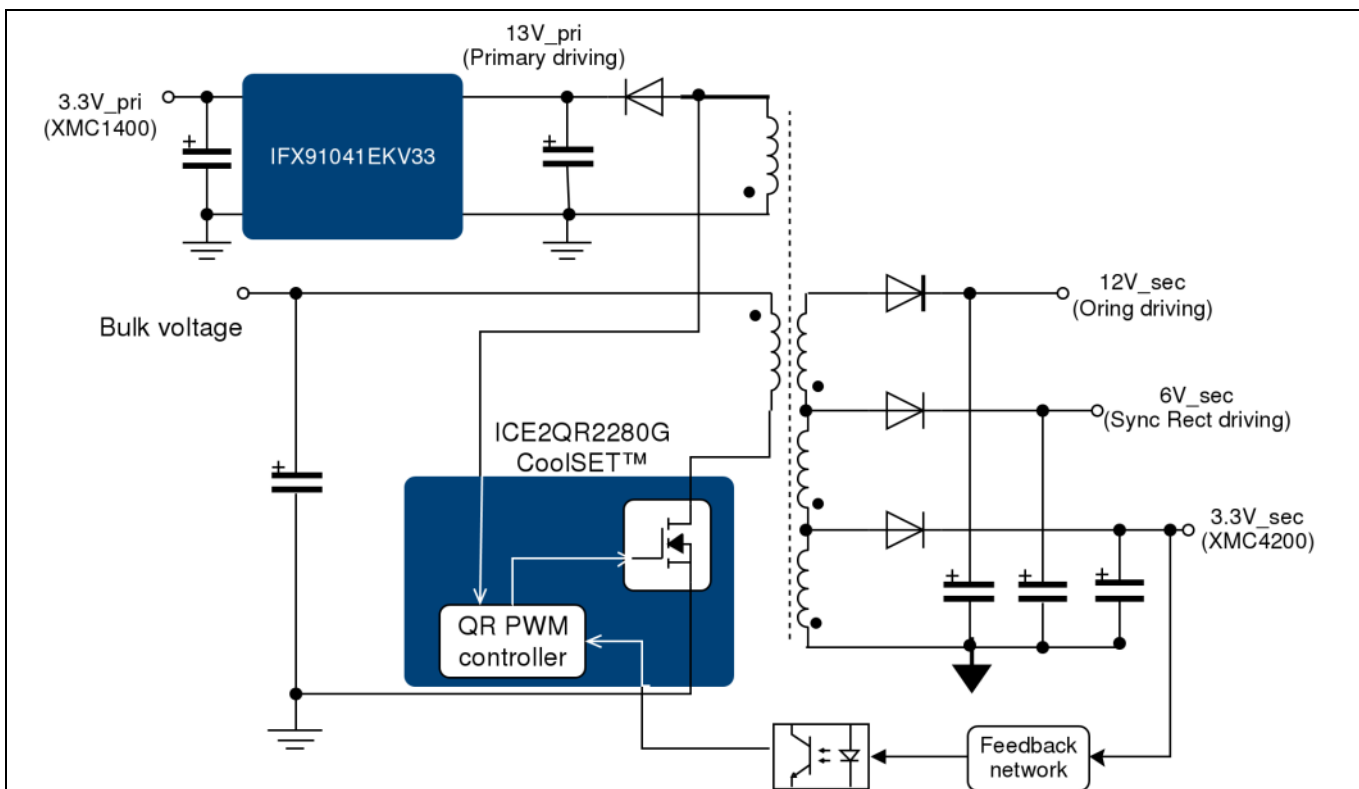 13V_pri
(Primary driving)
3.3V_pri
(XMC1400)
IFX91041EKV33
+
+
Bulk voltage
12V_sec
(Oring driving)
6V_sec
(Sync Rect driving)
ICE2QR2280G
CoolSET™
+
3.3V_sec
(XMC4200)
+
+
+
QR PWM
controller
Feedback
network